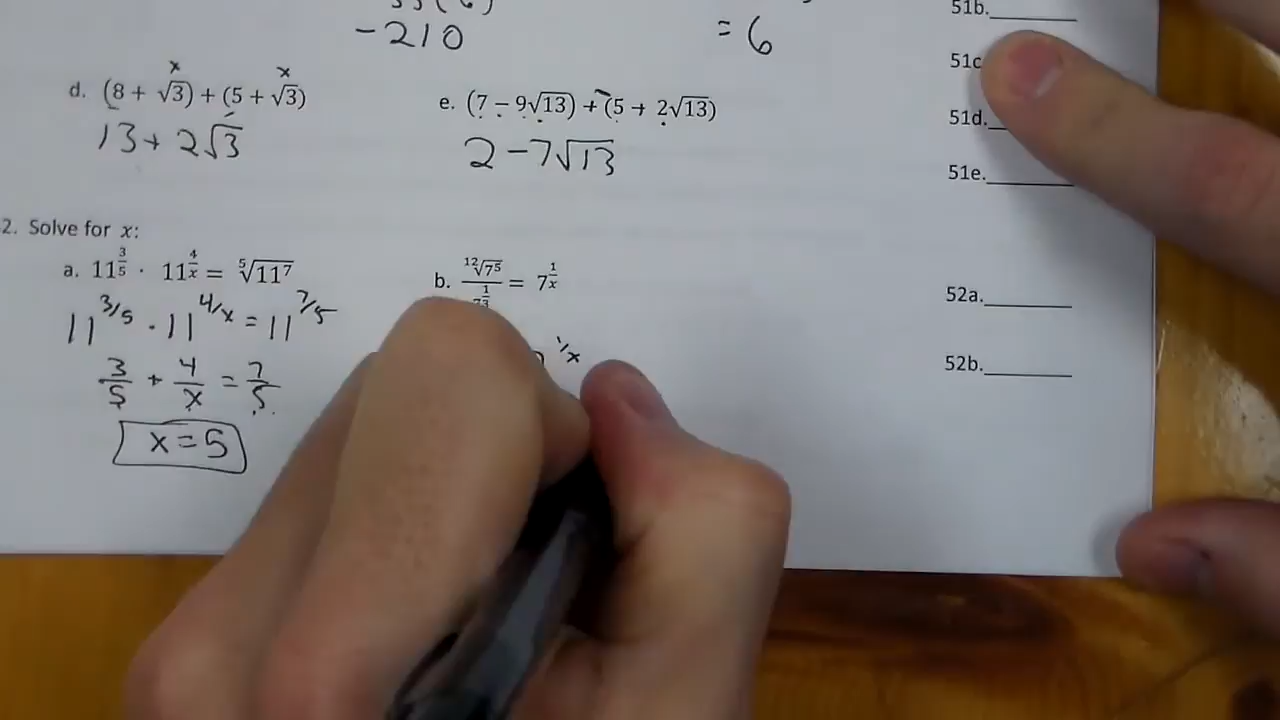 -210
= 6
51b.
51c
d. (8 + √3) + (5 + √3)
x x
13 + 2√3
e. (7 − 9√13) + (5 + 2√13)
-
2 - 7√13
51d.
51e.
2. Solve for x:
a. 11^(3/5) · 11^(4/x) = ⁵√11⁷
11^(3/5) · 11^(4/x) = 11^(7/5)
3/5 + 4/x = 7/5
x = 5
b. ¹²√7⁵ / = 7^(1/x)
1/x
52a.
52b.